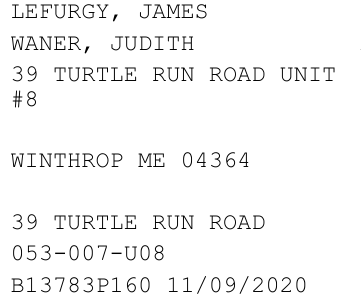 LEFURGY, JAMES
WANER, JUDITH
39 TURTLE RUN ROAD UNIT
#8
WINTHROP ME 04364
39 TURTLE RUN ROAD
053-007-U08
B13783P160 11/09/2020